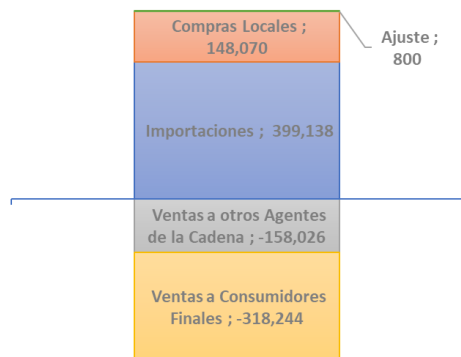 Compras Locales ;
148,070
Ajuste ;
800
Importaciones ; 399,138
Ventas a otros Agentes
de la Cadena ; -158,026
Ventas a Consumidores
Finales ; -318,244